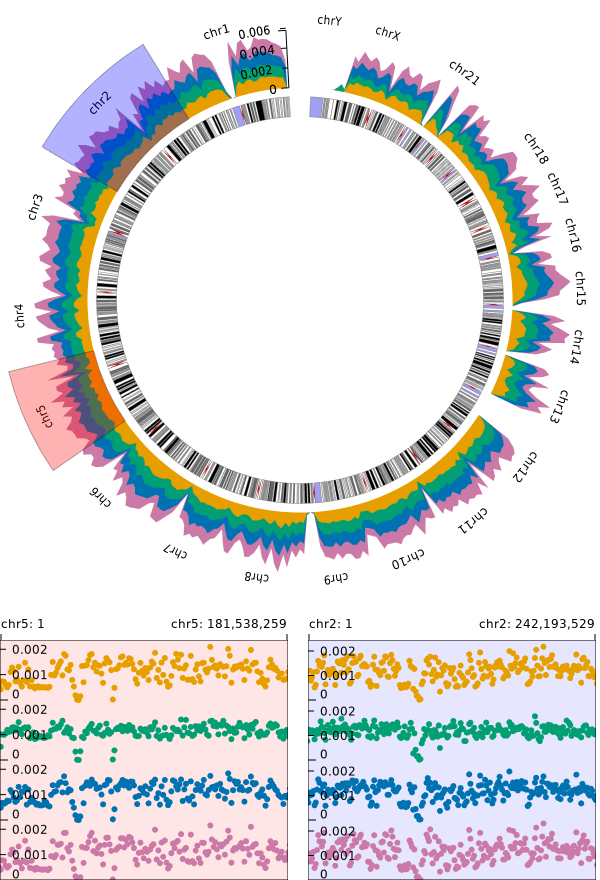 chr1
0.006
0.004
0.002
0
chrY
chrX
chr21
chr18
chr17
chr16
chr15
chr14
chr13
chr12
chr11
chr10
chr9
chr8
chr7
chr6
chr5
chr4
chr3
chr2
chr5: 1
chr5: 181,538,259
chr2: 1
chr2: 242,193,529
0.002
0.001
0
0.002
0.001
0
0.002
0.001
0
0.002
0.001
0
0.002
0.001
0
0.002
0.001
0
0.002
0.001
0
0.002
0.001
0